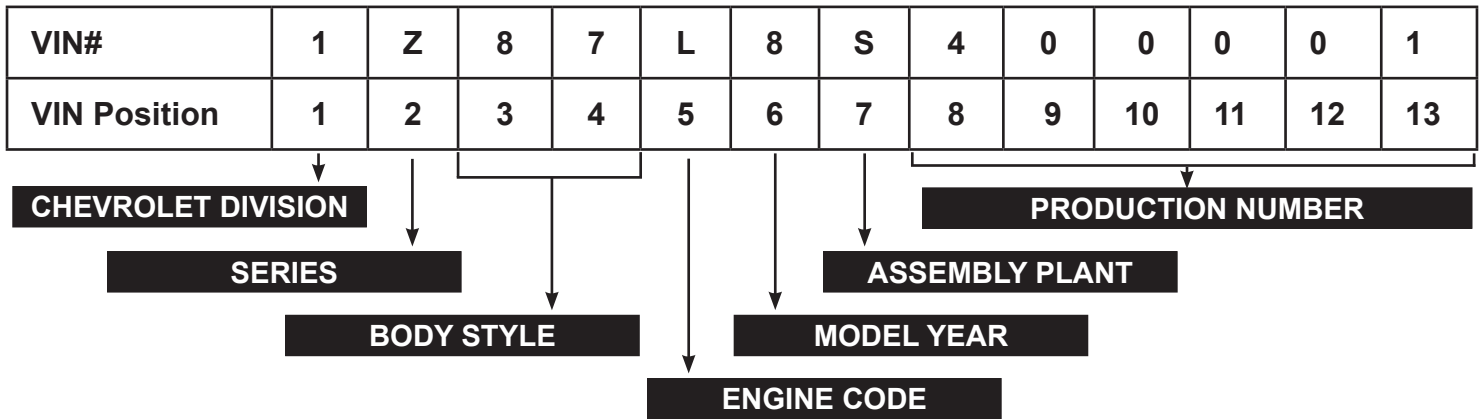 VIN# 1 Z 8 7 L 8 S 4 0 0 0 0 1
VIN Position 1 2 3 4 5 6 7 8 9 10 11 12 13
CHEVROLET DIVISION PRODUCTION NUMBER
SERIES ASSEMBLY PLANT
BODY STYLE MODEL YEAR
ENGINE CODE